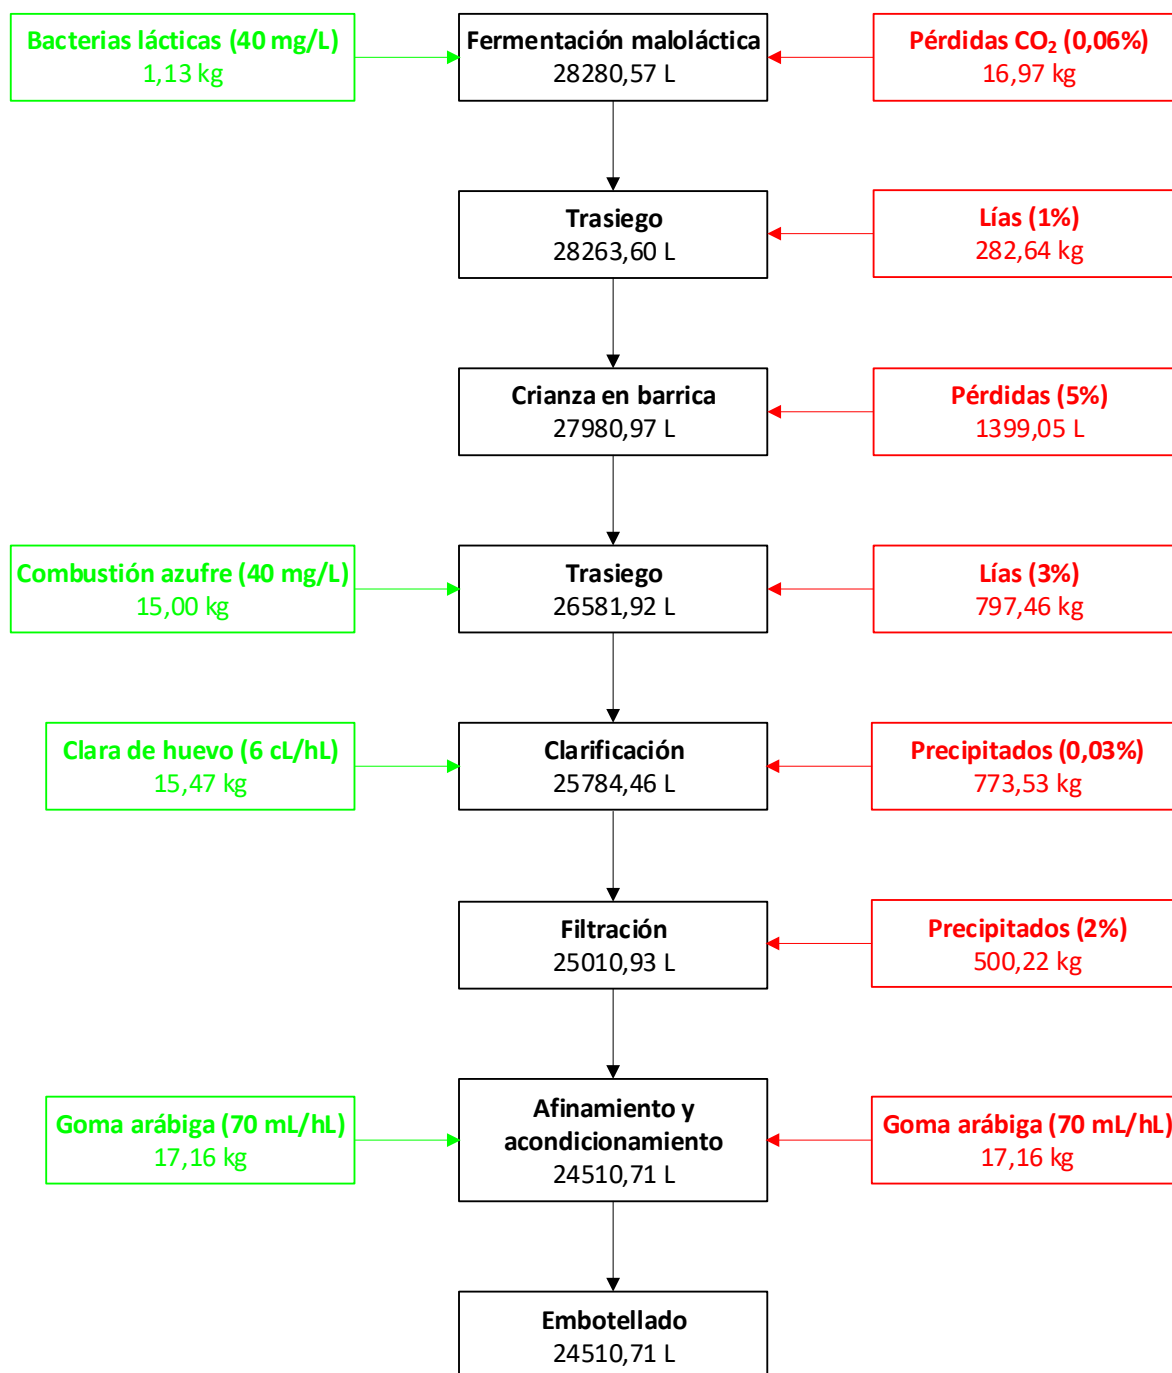 Bacterias lácticas (40 mg/L)
1,13 kg
Fermentación maloláctica
28280,57 L
Pérdidas CO₂ (0,06%)
16,97 kg
Trasiego
28263,60 L
Lías (1%)
282,64 kg
Crianza en barrica
27980,97 L
Pérdidas (5%)
1399,05 L
Combustión azufre (40 mg/L)
15,00 kg
Trasiego
26581,92 L
Lías (3%)
797,46 kg
Clara de huevo (6 cL/hL)
15,47 kg
Clarificación
25784,46 L
Precipitados (0,03%)
773,53 kg
Filtración
25010,93 L
Precipitados (2%)
500,22 kg
Goma arábiga (70 mL/hL)
17,16 kg
Afinamiento y
acondicionamiento
24510,71 L
Goma arábiga (70 mL/hL)
17,16 kg
Embotellado
24510,71 L